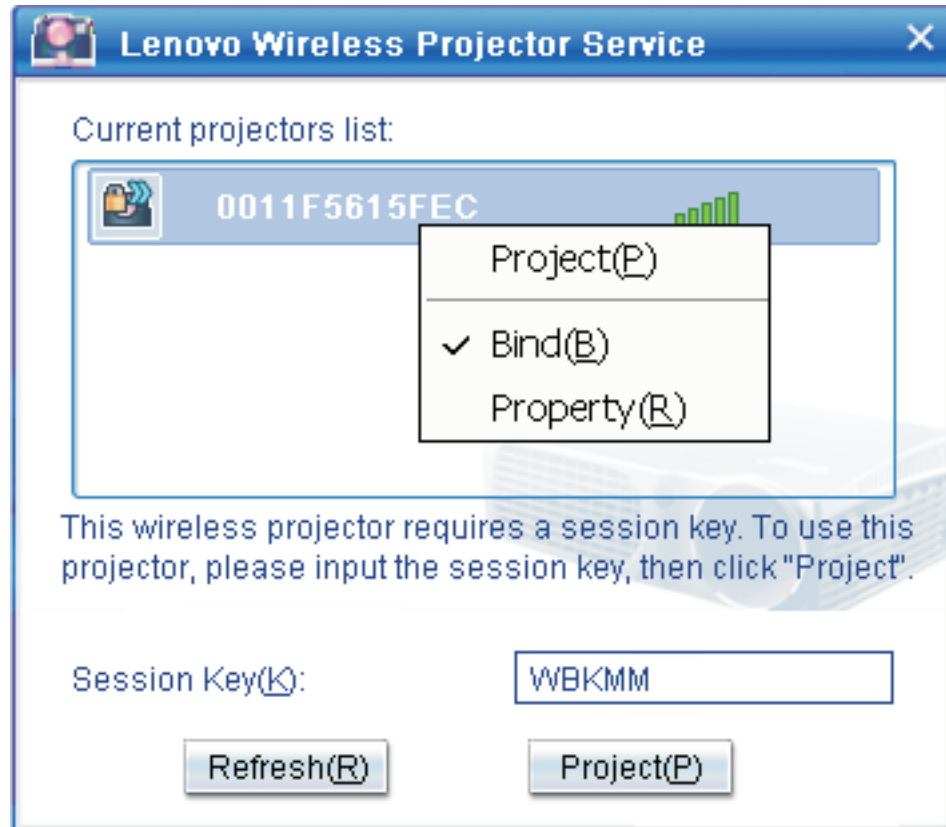 Lenovo Wireless Projector Service
Current projectors list:
0011F5615FEC
Project(P)
Bind(B)
Property(R)
This wireless projector requires a session key. To use this
projector, please input the session key, then click "Project".
Session Key(K):
WBKMM
Refresh(R)
Project(P)